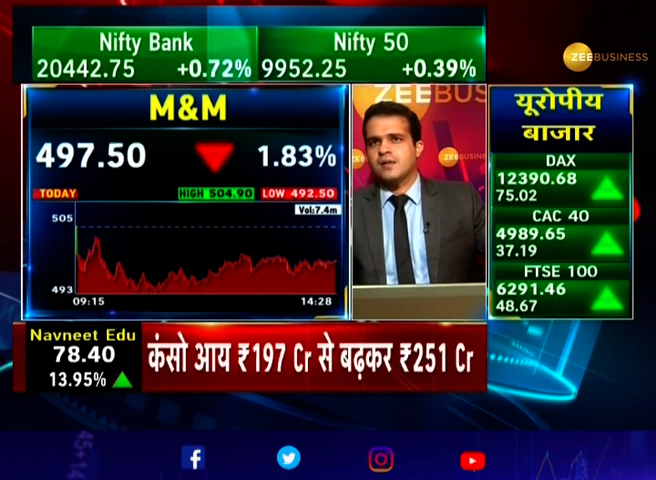 Nifty Bank
20442.75 +0.72%
Nifty 50
9952.25 +0.39%
ZEEBUSINESS
M&M
497.50 1.83%
TODAY HIGH 504.90 LOW 492.50
Vol:7.4m
505
493
09:15 14:28
ZEEBUS
ZEEBUSINESS
यूरोपीय
बाजार
DAX
12390.68
75.02
CAC 40
4989.65
37.19
FTSE 100
6291.46
48.67
Navneet Edu
78.40
13.95%
कंसो आय ₹197 Cr से बढ़कर ₹251 Cr